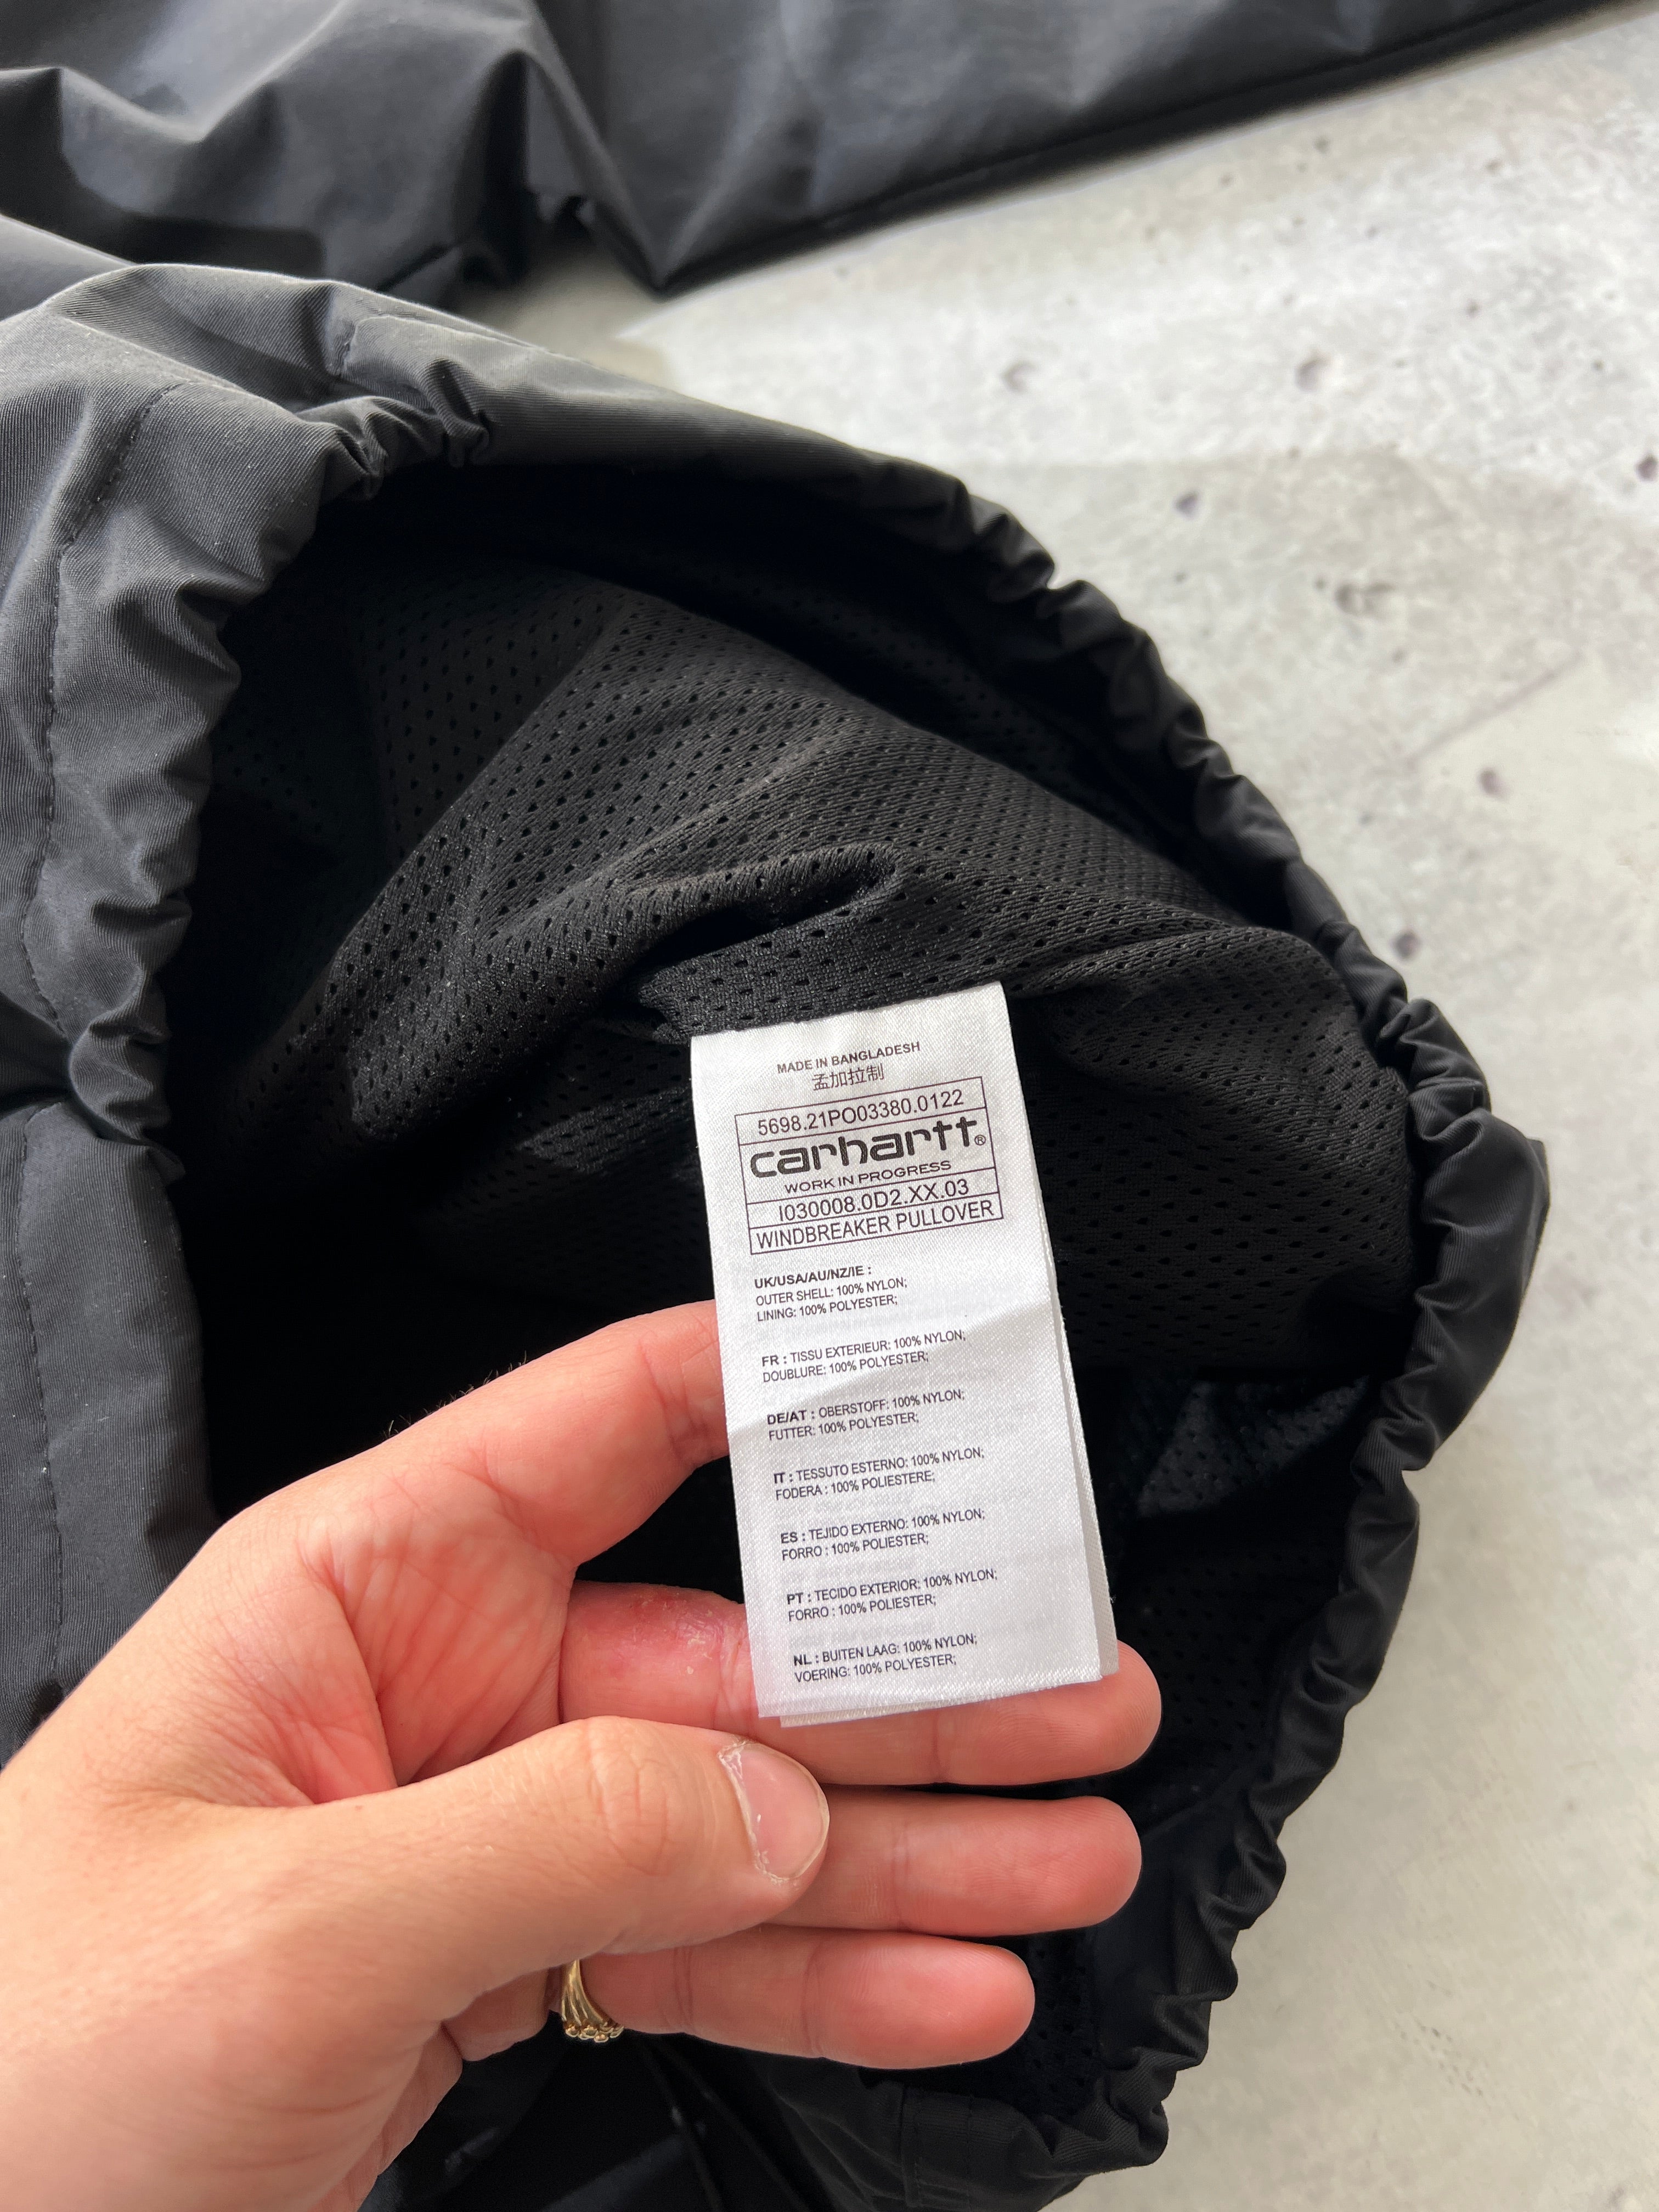 MADE IN BANGLADESH
孟加拉制
5698.21PO03380.0122
carhartt®
WORK IN PROGRESS
I030008.0D2.XX.03
WINDBREAKER PULLOVER
UK/USA/AU/NZ/IE :
OUTER SHELL: 100% NYLON;
LINING: 100% POLYESTER;
FR : TISSU EXTERIEUR: 100% NYLON;
DOUBLURE: 100% POLYESTER;
DE/AT : OBERSTOFF: 100% NYLON;
FUTTER: 100% POLYESTER;
IT : TESSUTO ESTERNO: 100% NYLON;
FODERA : 100% POLIESTERE;
ES : TEJIDO EXTERNO: 100% NYLON;
FORRO : 100% POLIESTER;
PT : TECIDO EXTERIOR: 100% NYLON;
FORRO : 100% POLIESTER;
NL : BUITEN LAAG: 100% NYLON;
VOERING: 100% POLYESTER;